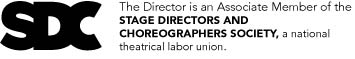 SDC
The Director is an Associate Member of the
STAGE DIRECTORS AND
CHOREOGRAPHERS SOCIETY, a national
theatrical labor union.